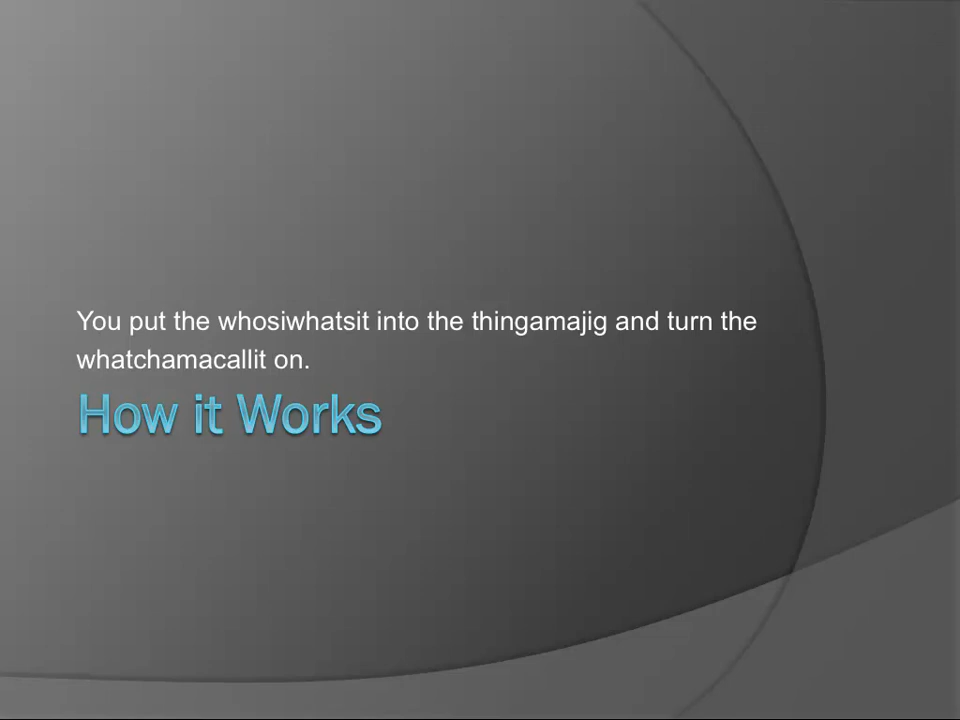 You put the whosiwhatsit into the thingamajig and turn the
whatchamacallit on.
How it Works